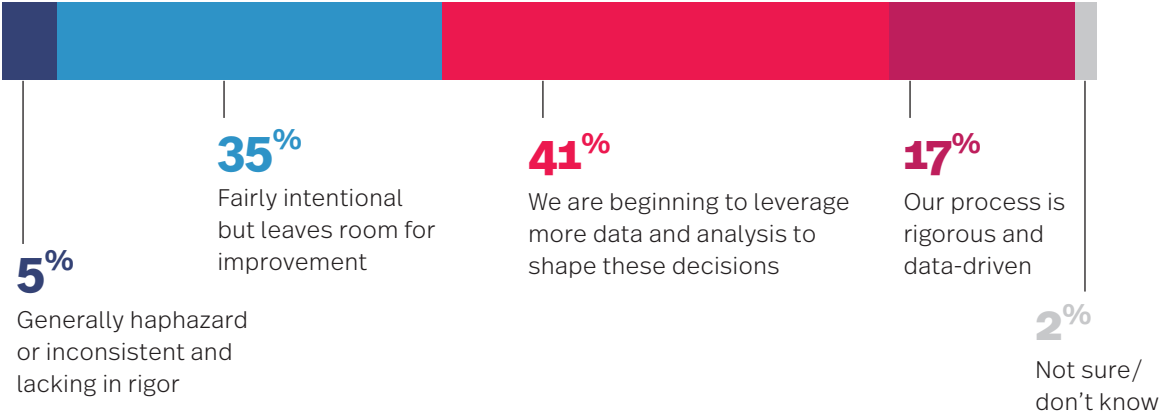 35%
Fairly intentional
but leaves room for
improvement
41%
We are beginning to leverage
more data and analysis to
shape these decisions
17%
Our process is
rigorous and
data-driven
5%
Generally haphazard
or inconsistent and
lacking in rigor
2%
Not sure/
don’t know